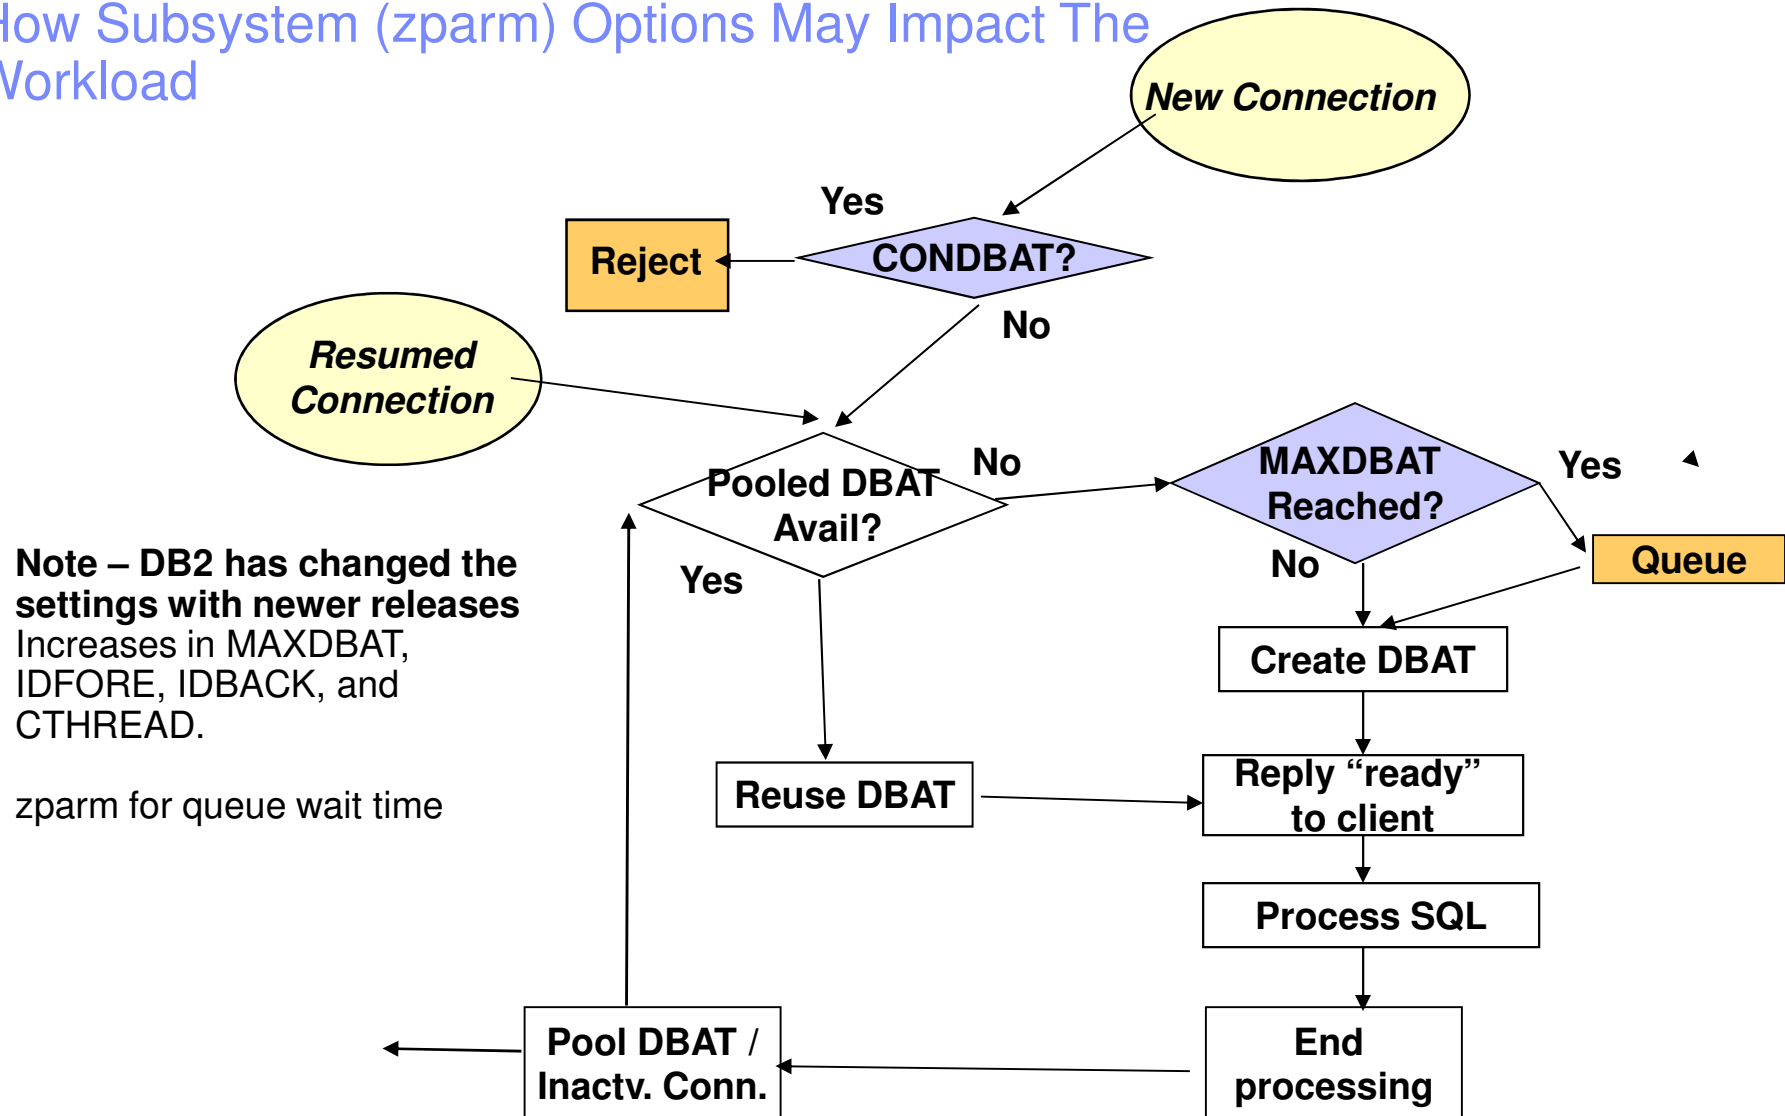 How Subsystem (zparm) Options May Impact The
Workload
New Connection
Yes
Reject
CONDBAT?
No
Resumed
Connection
Pooled DBAT
Avail?
No
MAXDBAT
Reached?
Yes
Queue
No
Yes
Note – DB2 has changed the
settings with newer releases
Increases in MAXDBAT,
IDFORE, IDBACK, and
CTHREAD.
zparm for queue wait time
Create DBAT
Reuse DBAT
Reply “ready”
to client
Process SQL
End
processing
Pool DBAT /
Inactv. Conn.